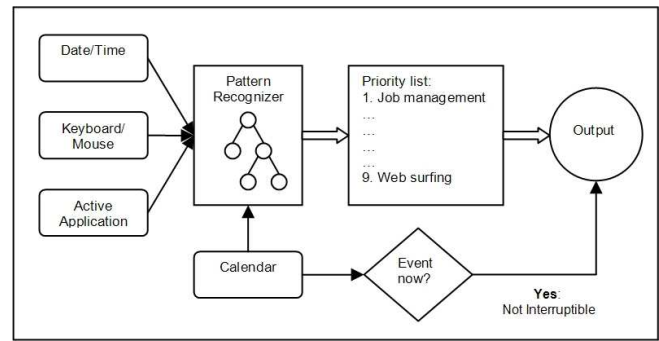 Date/Time
Keyboard/
Mouse
Active
Application
Pattern
Recognizer
Priority list:
1. Job management
...
...
...
...
9. Web surfing
Output
Calendar
Event
now?
Yes:
Not Interruptible